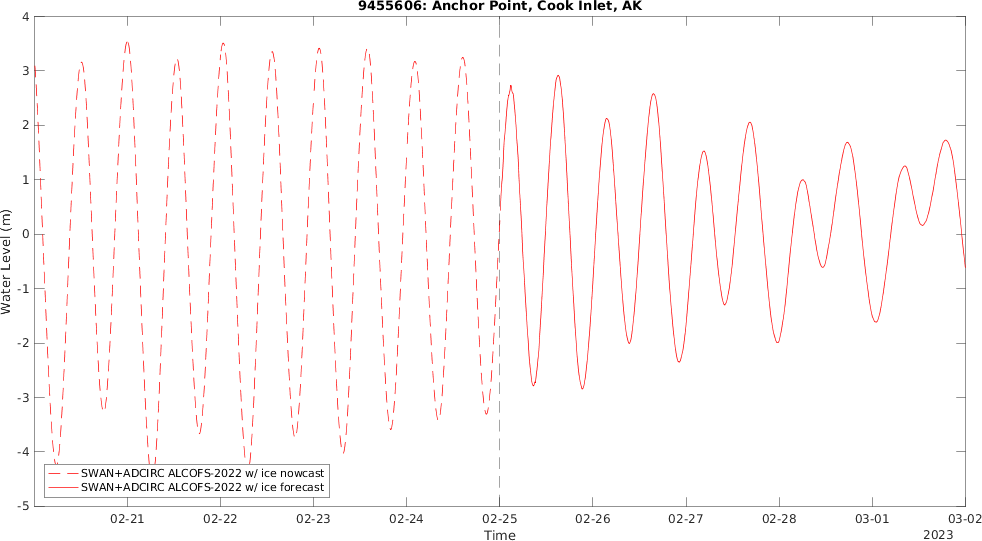 9455606: Anchor Point, Cook Inlet, AK
4
3
2
1
0
-1
-2
-3
-4
-5
Water Level (m)
SWAN+ADCIRC ALCOFS-2022 w/ ice nowcast
SWAN+ADCIRC ALCOFS-2022 w/ ice forecast
02-21 02-22 02-23 02-24 02-25 02-26 02-27 02-28 03-01 03-02
Time
2023